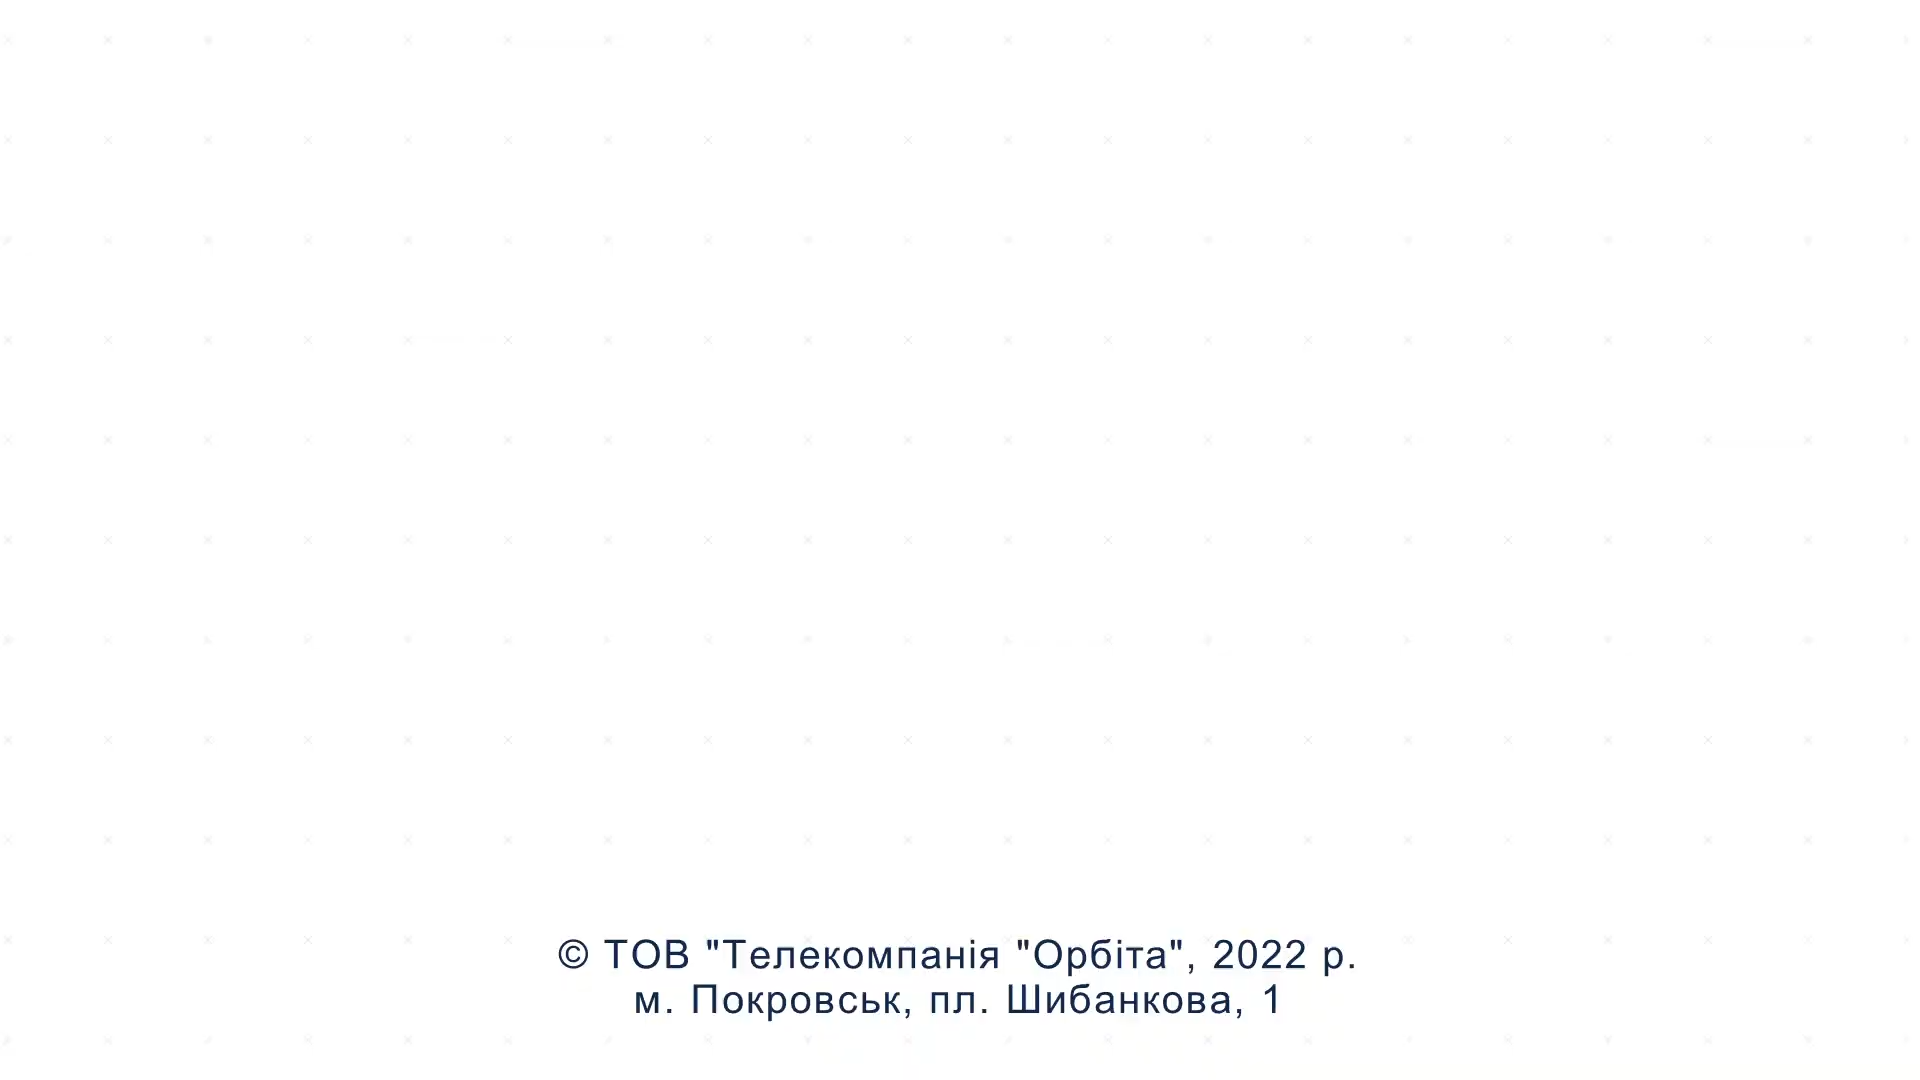 © ТОВ "Телекомпанія "Орбіта", 2022 р.
м. Покровськ, пл. Шибанкова, 1